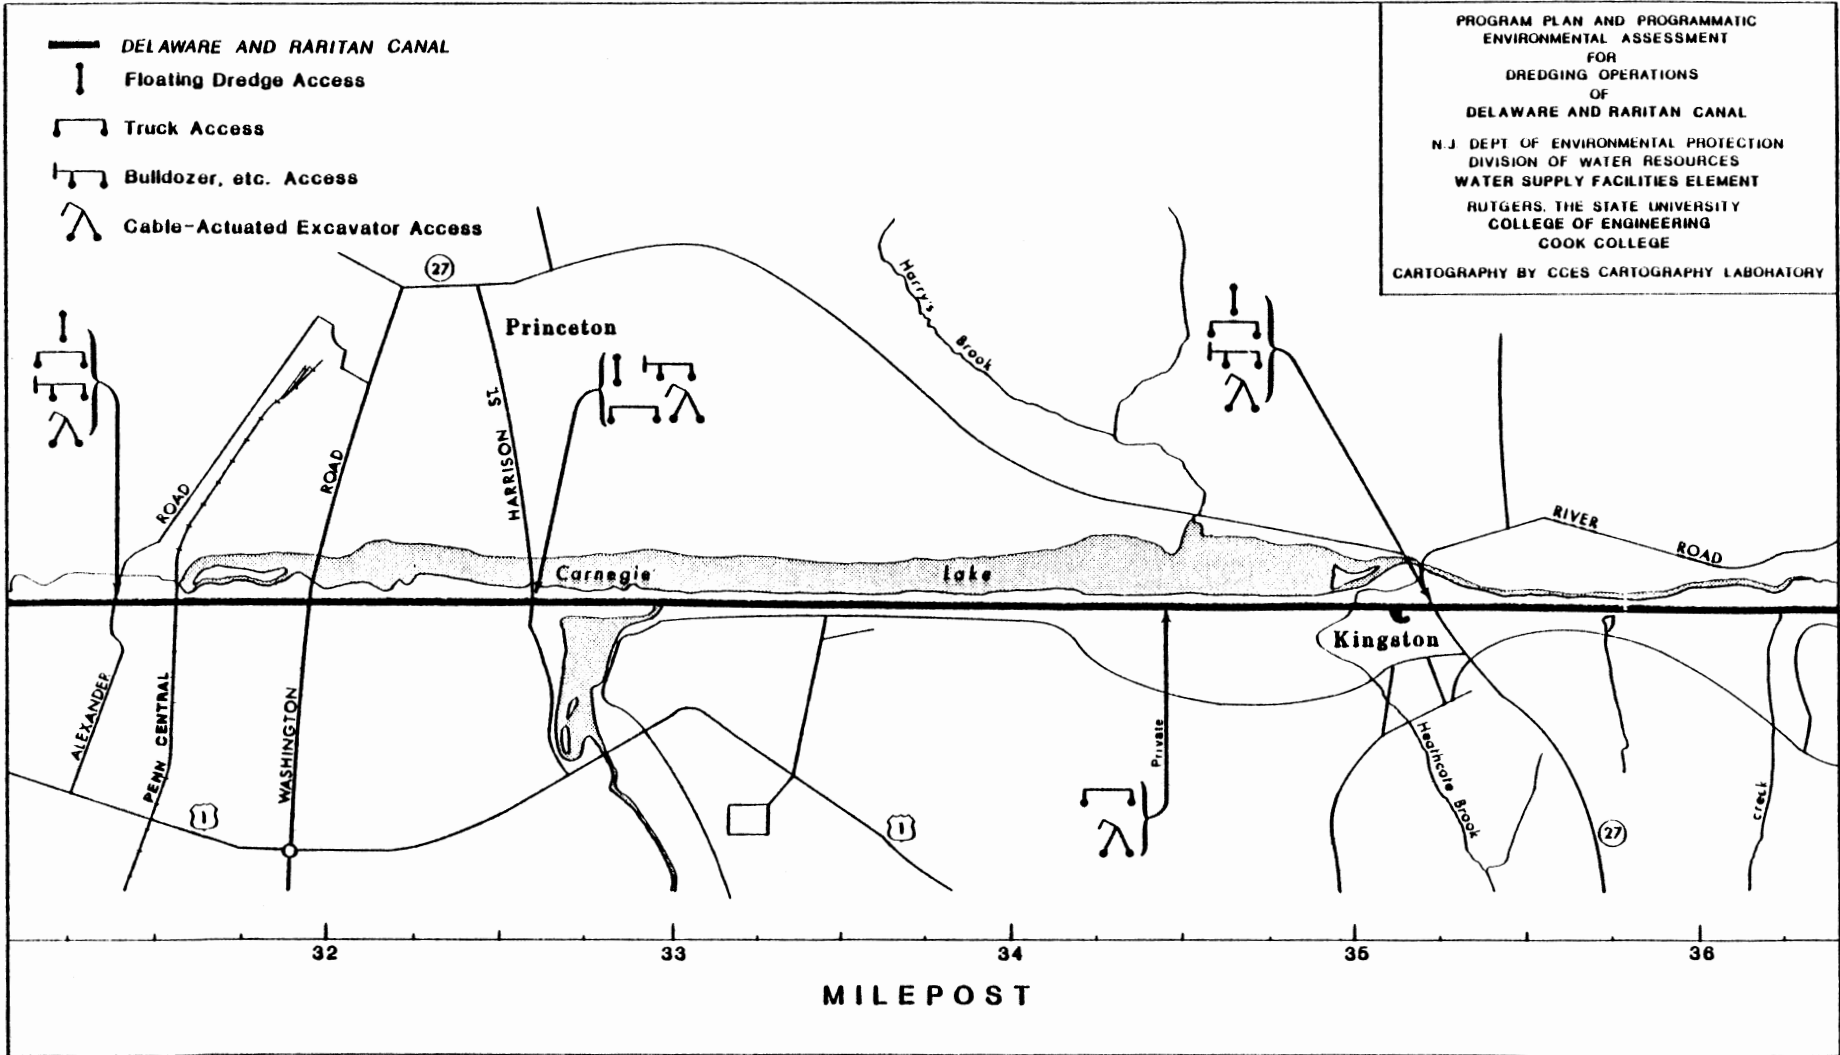 DELAWARE AND RARITAN CANAL
Floating Dredge Access
Truck Access
Bulldozer, etc. Access
Cable-Actuated Excavator Access
PROGRAM PLAN AND PROGRAMMATIC
ENVIRONMENTAL ASSESSMENT
FOR
DREDGING OPERATIONS
OF
DELAWARE AND RARITAN CANAL
N.J. DEPT OF ENVIRONMENTAL PROTECTION
DIVISION OF WATER RESOURCES
WATER SUPPLY FACILITIES ELEMENT
RUTGERS, THE STATE UNIVERSITY
COLLEGE OF ENGINEERING
COOK COLLEGE
CARTOGRAPHY BY CCES CARTOGRAPHY LABORATORY
27
Princeton
Harry's
Brook
ROAD
ROAD
HARRISON ST.
RIVER
ROAD
Carnegie
Lake
Kingston
ALEXANDER
PENN CENTRAL
WASHINGTON
1
1
Private
Heathcote Brook
27
Creek
32
33
34
35
36
MILEPOST